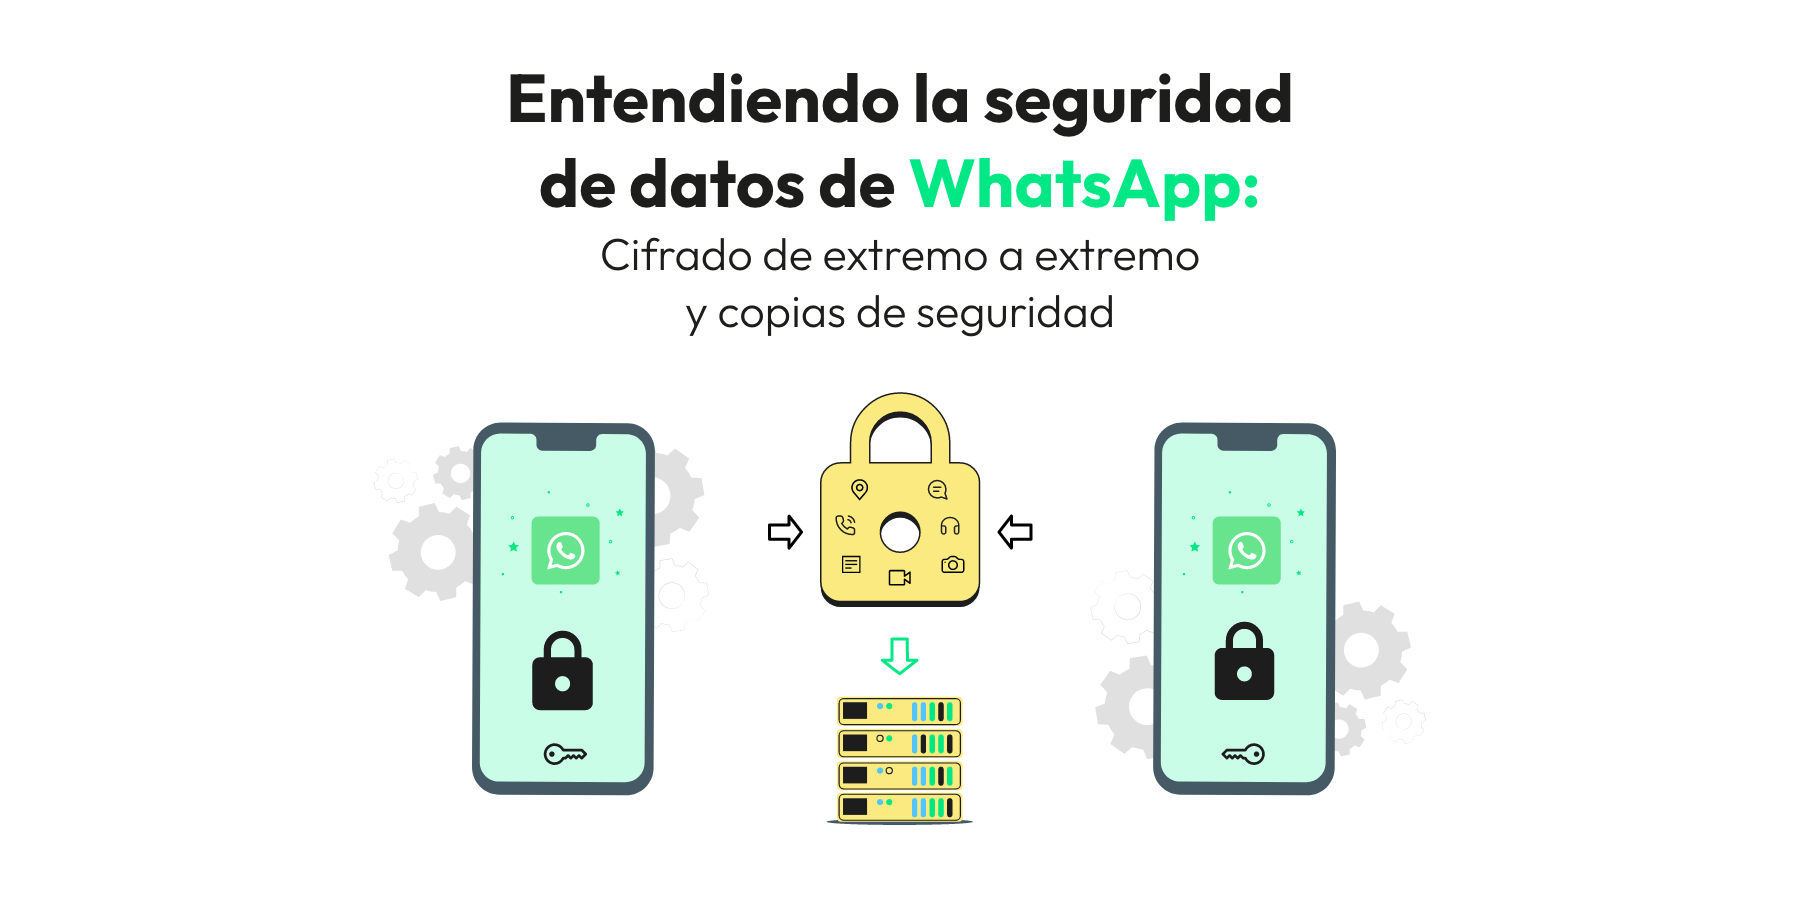 Entendiendo la seguridad
de datos de WhatsApp:
Cifrado de extremo a extremo
y copias de seguridad